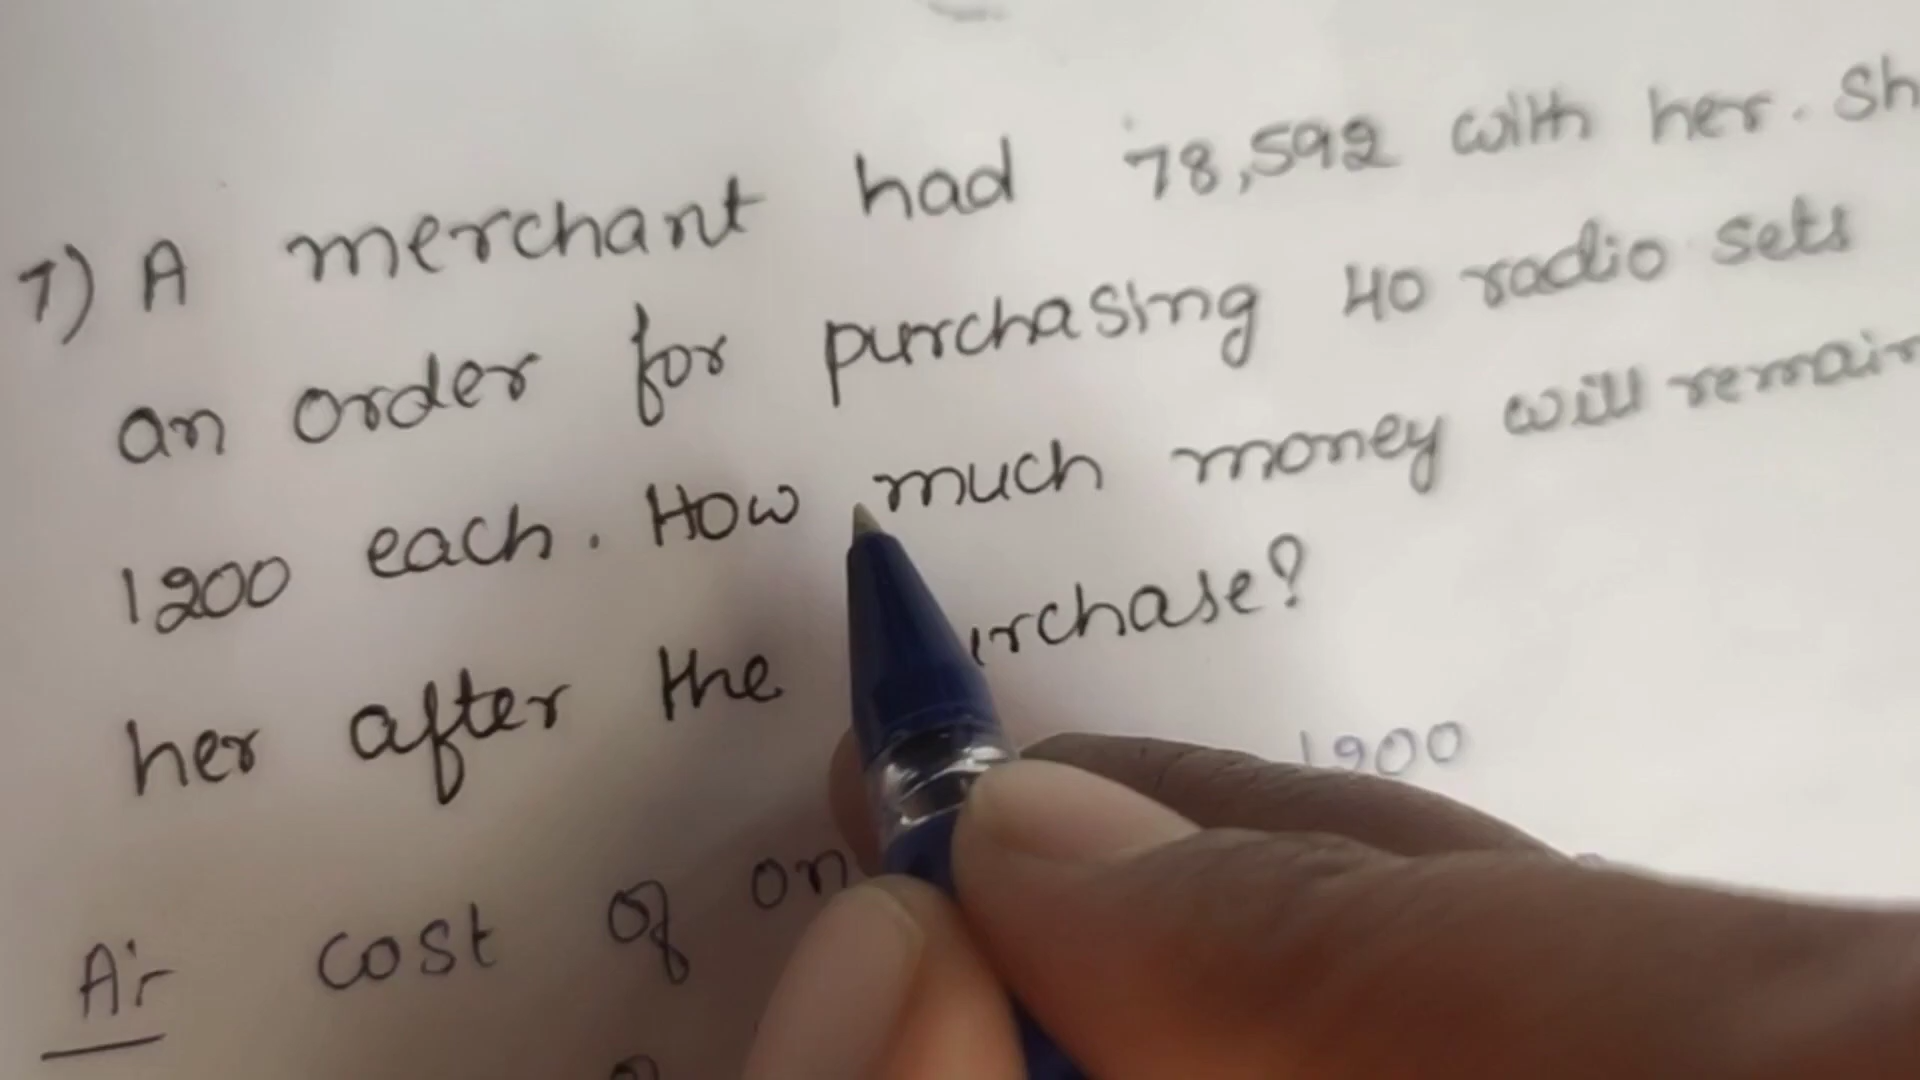 7) A merchant had 78,592 with her. Sh
an order for purchasing 40 radio sets
1200 each. How much money will remain
her after the urchase?
1200
A:- cost of on